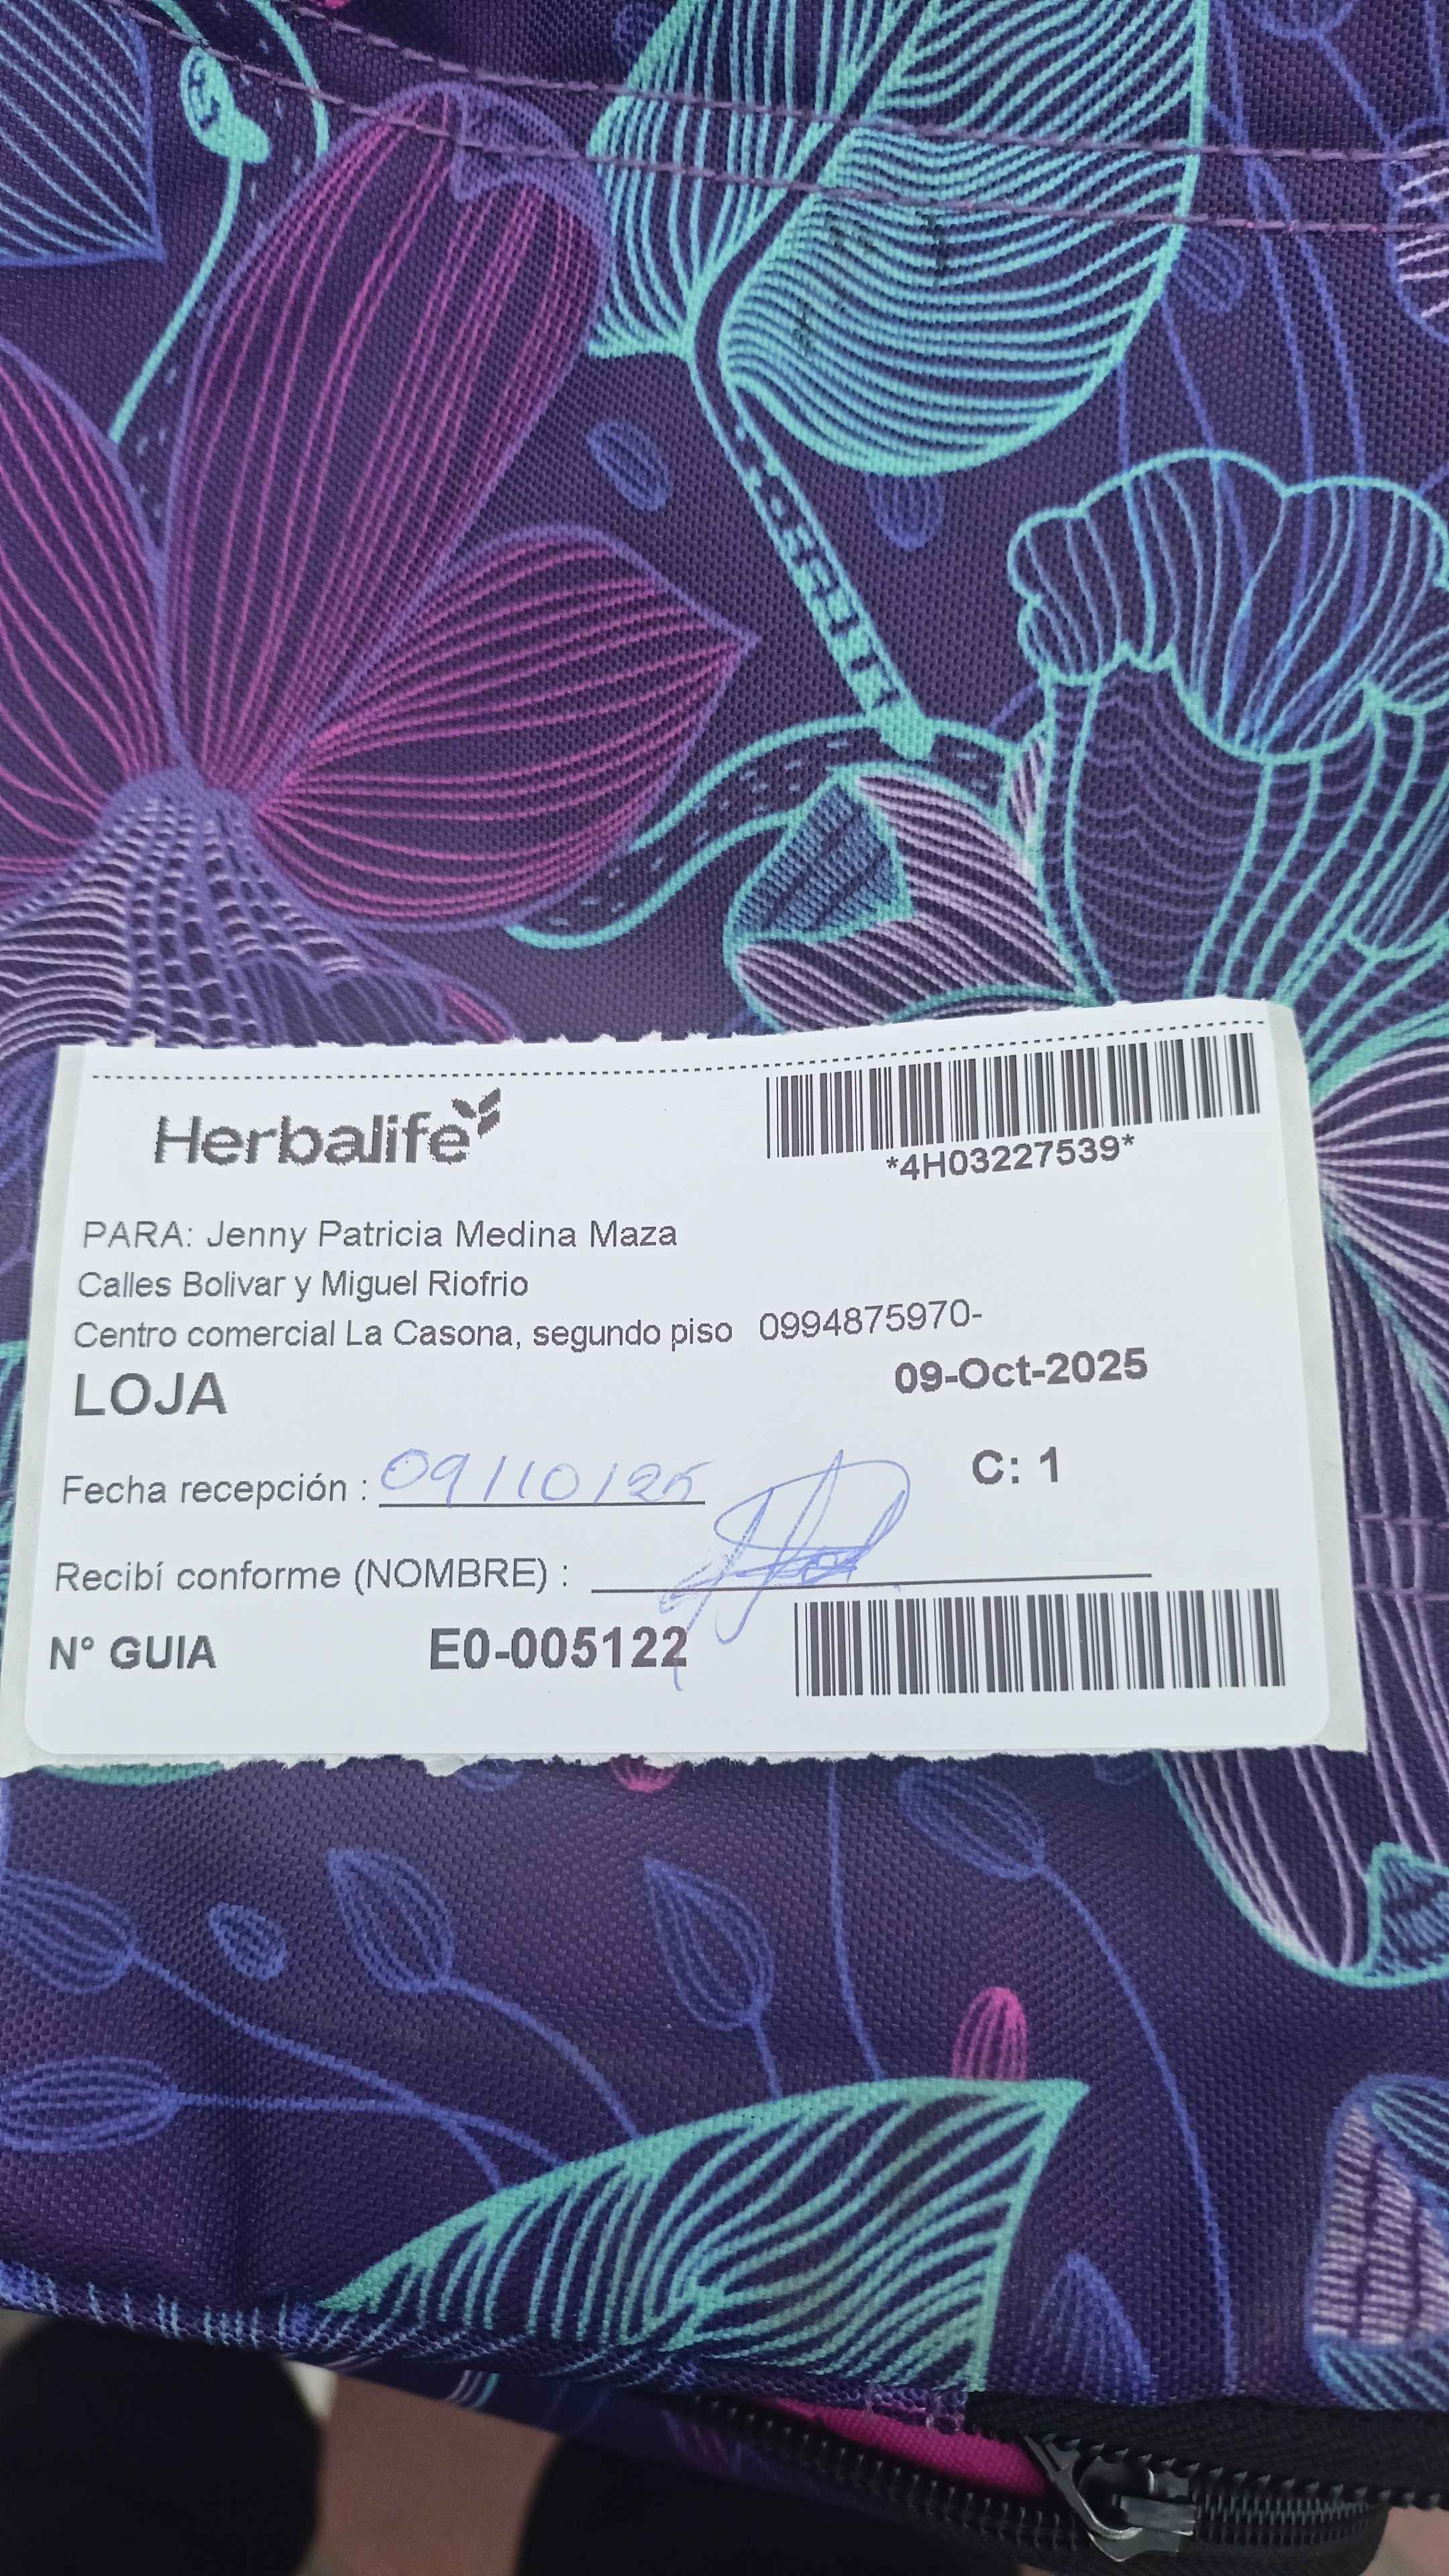 Herbalife
*4H03227539*
PARA: Jenny Patricia Medina Maza
Calles Bolivar y Miguel Riofrio
Centro comercial La Casona, segundo piso 0994875970-
LOJA
09-Oct-2025
C: 1
Fecha recepción : 09/10/25
Recibí conforme (NOMBRE) :
Nº GUIA E0-005122